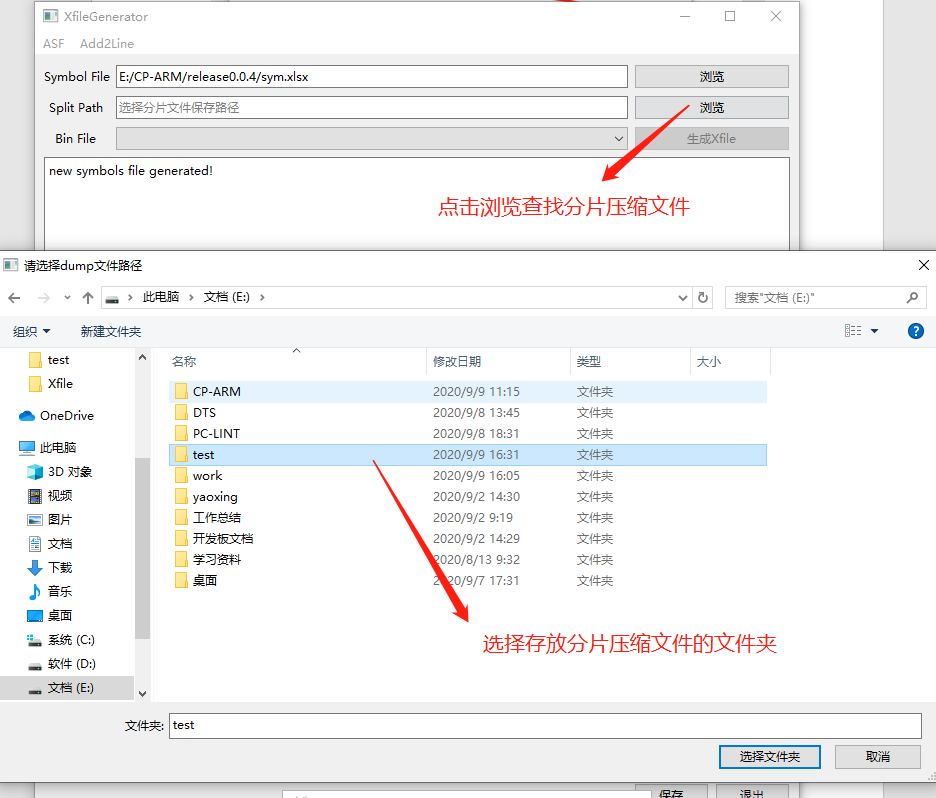 XfileGenerator
ASF Add2Line
Symbol File E:/CP-ARM/release0.0.4/sym.xlsx 浏览
Split Path 选择分片文件保存路径 浏览
Bin File 生成Xfile
new symbols file generated!
点击浏览查找分片压缩文件
请选择dump文件路径
此电脑 文档 (E:) 搜索"文档 (E:)"
组织 新建文件夹
名称 修改日期 类型 大小
test
Xfile
OneDrive
此电脑
3D 对象
视频
图片
文档
下载
音乐
桌面
系统 (C:)
软件 (D:)
文档 (E:)
CP-ARM 2020/9/9 11:15 文件夹
DTS 2020/9/8 13:45 文件夹
PC-LINT 2020/9/8 18:31 文件夹
test 2020/9/9 16:31 文件夹
work 2020/9/9 16:05 文件夹
yaoxing 2020/9/2 14:30 文件夹
工作总结 2020/9/2 9:19 文件夹
开发板文档 2020/9/2 14:29 文件夹
学习资料 2020/8/13 9:32 文件夹
桌面 2020/9/7 17:31 文件夹
选择存放分片压缩文件的文件夹
文件夹: test
选择文件夹 取消
保存 退出